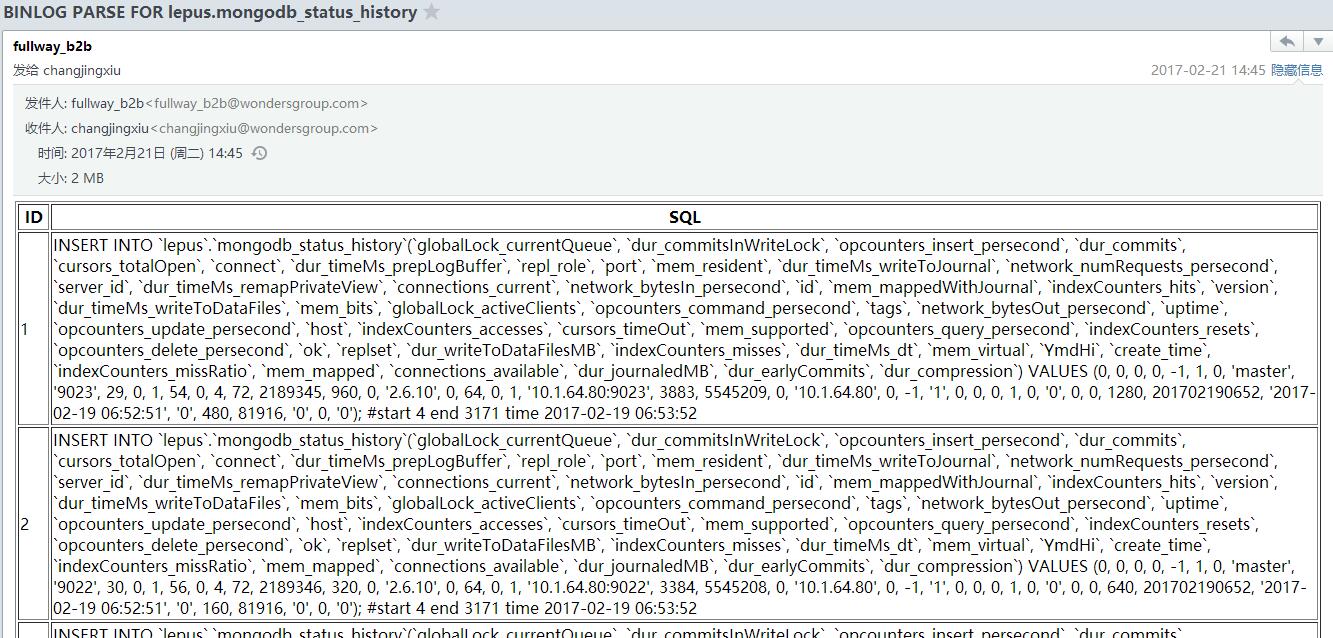 BINLOG PARSE FOR lepus.mongodb_status_history
fullway_b2b
发给 changjingxiu
2017-02-21 14:45 隐藏信息
发件人: fullway_b2b<fullway_b2b@wondersgroup.com>
收件人: changjingxiu<changjingxiu@wondersgroup.com>
时间: 2017年2月21日 (周二) 14:45
大小: 2 MB
ID SQL
INSERT INTO `lepus`.`mongodb_status_history`(`globalLock_currentQueue`, `dur_commitsInWriteLock`, `opcounters_insert_persecond`, `dur_commits`,
`cursors_totalOpen`, `connect`, `dur_timeMs_prepLogBuffer`, `repl_role`, `port`, `mem_resident`, `dur_timeMs_writeToJournal`, `network_numRequests_persecond`,
`server_id`, `dur_timeMs_remapPrivateView`, `connections_current`, `network_bytesIn_persecond`, `id`, `mem_mappedWithJournal`, `indexCounters_hits`, `version`,
`dur_timeMs_writeToDataFiles`, `mem_bits`, `globalLock_activeClients`, `opcounters_command_persecond`, `tags`, `network_bytesOut_persecond`, `uptime`,
1 `opcounters_update_persecond`, `host`, `indexCounters_accesses`, `cursors_timeOut`, `mem_supported`, `opcounters_query_persecond`, `indexCounters_resets`,
`opcounters_delete_persecond`, `ok`, `replset`, `dur_writeToDataFilesMB`, `indexCounters_misses`, `dur_timeMs_dt`, `mem_virtual`, `YmdHi`, `create_time`,
`indexCounters_missRatio`, `mem_mapped`, `connections_available`, `dur_journaledMB`, `dur_earlyCommits`, `dur_compression`) VALUES (0, 0, 0, 0, -1, 1, 0, 'master',
'9023', 29, 0, 1, 54, 0, 4, 72, 2189345, 960, 0, '2.6.10', 0, 64, 0, 1, '10.1.64.80:9023', 3883, 5545209, 0, '10.1.64.80', 0, -1, '1', 0, 0, 0, 1, 0, '0', 0, 0, 1280, 201702190652, '2017-
02-19 06:52:51', '0', 480, 81916, '0', 0, '0'); #start 4 end 3171 time 2017-02-19 06:53:52
INSERT INTO `lepus`.`mongodb_status_history`(`globalLock_currentQueue`, `dur_commitsInWriteLock`, `opcounters_insert_persecond`, `dur_commits`,
`cursors_totalOpen`, `connect`, `dur_timeMs_prepLogBuffer`, `repl_role`, `port`, `mem_resident`, `dur_timeMs_writeToJournal`, `network_numRequests_persecond`,
`server_id`, `dur_timeMs_remapPrivateView`, `connections_current`, `network_bytesIn_persecond`, `id`, `mem_mappedWithJournal`, `indexCounters_hits`, `version`,
`dur_timeMs_writeToDataFiles`, `mem_bits`, `globalLock_activeClients`, `opcounters_command_persecond`, `tags`, `network_bytesOut_persecond`, `uptime`,
2 `opcounters_update_persecond`, `host`, `indexCounters_accesses`, `cursors_timeOut`, `mem_supported`, `opcounters_query_persecond`, `indexCounters_resets`,
`opcounters_delete_persecond`, `ok`, `replset`, `dur_writeToDataFilesMB`, `indexCounters_misses`, `dur_timeMs_dt`, `mem_virtual`, `YmdHi`, `create_time`,
`indexCounters_missRatio`, `mem_mapped`, `connections_available`, `dur_journaledMB`, `dur_earlyCommits`, `dur_compression`) VALUES (0, 0, 0, 0, -1, 1, 0, 'master',
'9022', 30, 0, 1, 56, 0, 4, 72, 2189346, 320, 0, '2.6.10', 0, 64, 0, 1, '10.1.64.80:9022', 3384, 5545208, 0, '10.1.64.80', 0, -1, '1', 0, 0, 0, 1, 0, '0', 0, 0, 640, 201702190652, '2017-
02-19 06:52:51', '0', 160, 81916, '0', 0, '0'); #start 4 end 3171 time 2017-02-19 06:53:52
INSERT INTO `lepus`.`mongodb_status_history`(`globalLock_currentQueue`, `dur_commitsInWriteLock`, `opcounters_insert_persecond`, `dur_commits`,